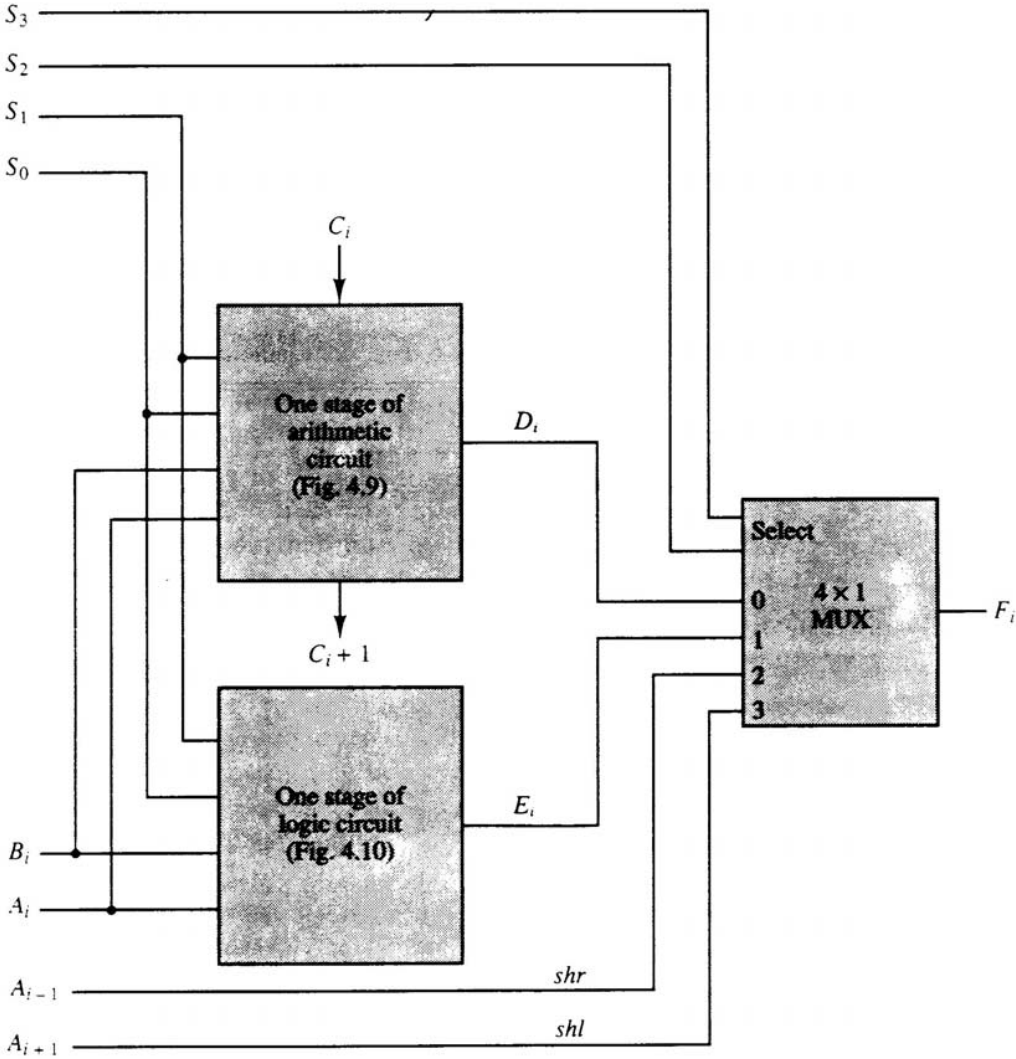 S₃
S₂
S₁
S₀
Cᵢ
One stage of
arithmetic
circuit
(Fig. 4.9)
Dᵢ
Select
4 × 1
MUX
0
1
2
3
Fᵢ
Cᵢ + 1
One stage of
logic circuit
(Fig. 4.10)
Eᵢ
Bᵢ
Aᵢ
Aᵢ₋₁
shr
Aᵢ₊₁
shl